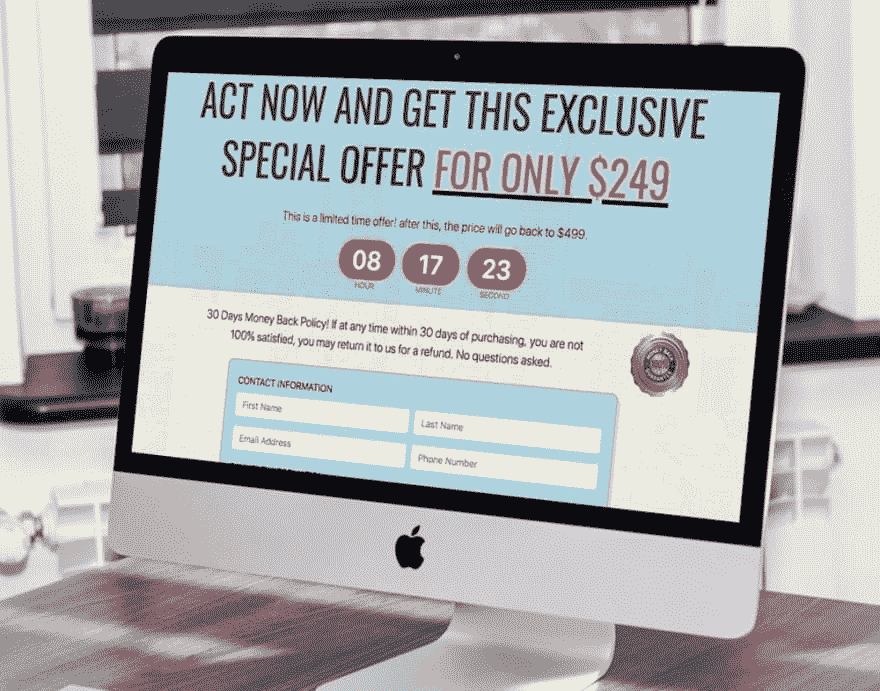 ACT NOW AND GET THIS EXCLUSIVE
SPECIAL OFFER FOR ONLY $249
This is a limited time offer! after this, the price will go back to $499.
08 17 23
HOUR MINUTE SECOND
30 Days Money Back Policy! If at any time within 30 days of purchasing, you are not
100% satisfied, you may return it to us for a refund. No questions asked.
CONTACT INFORMATION
First Name Last Name
Email Address Phone Number